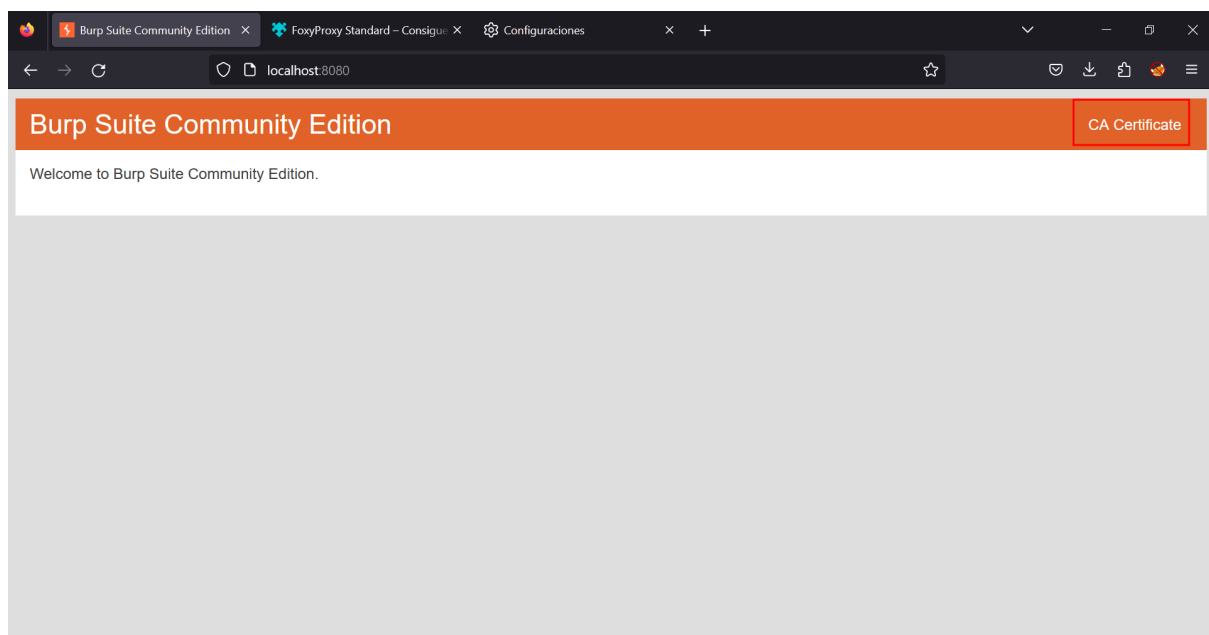 Burp Suite Community Edition
FoxyProxy Standard – Consigue
Configuraciones
localhost:8080
Burp Suite Community Edition
CA Certificate
Welcome to Burp Suite Community Edition.